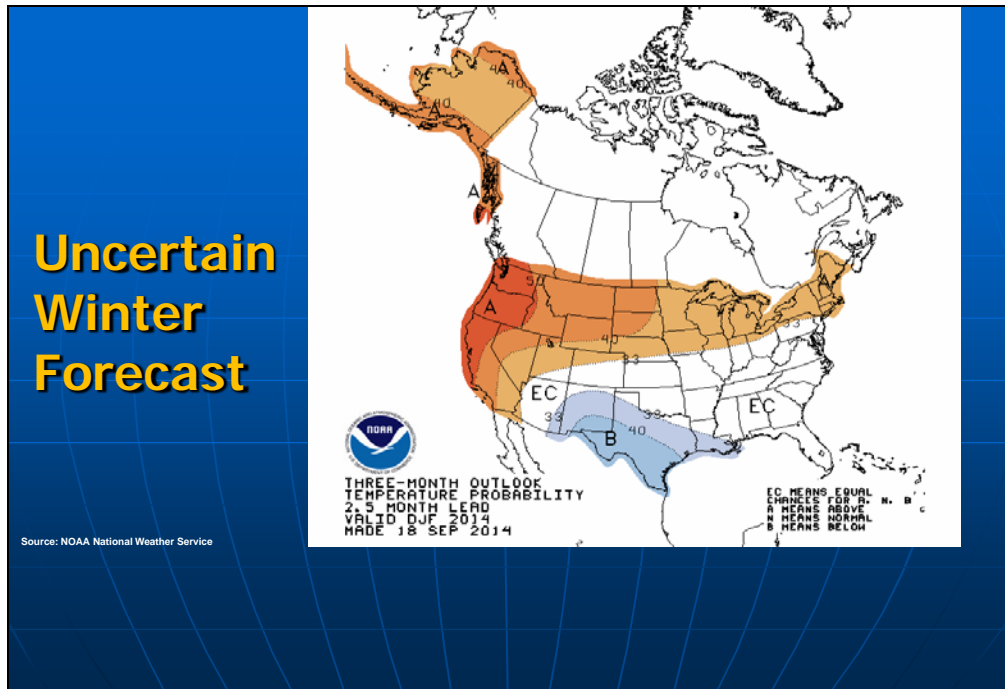 Uncertain
Winter
Forecast
Source: NOAA National Weather Service
A
40
40
A
A
50
A
A
40
33
33
EC
33
33
40
B
EC
NOAA
THREE-MONTH OUTLOOK
TEMPERATURE PROBABILITY
2.5 MONTH LEAD
VALID DJF 2014
MADE 18 SEP 2014
EC MEANS EQUAL
CHANCES FOR A, N, B
A MEANS ABOVE
N MEANS NORMAL
B MEANS BELOW